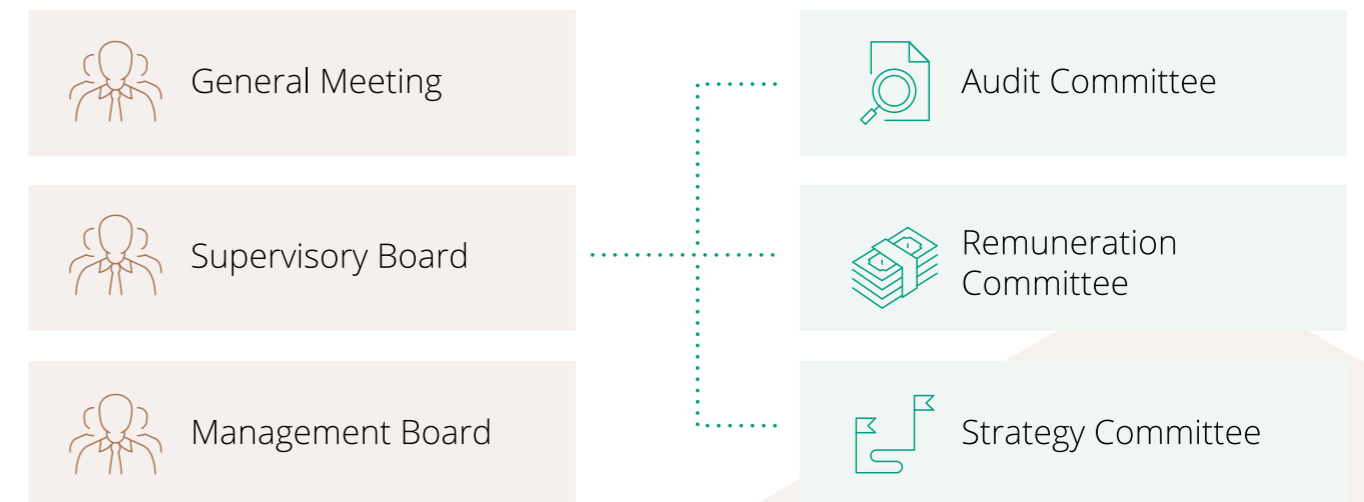 General Meeting
Audit Committee
Supervisory Board
Remuneration
Committee
Management Board
Strategy Committee